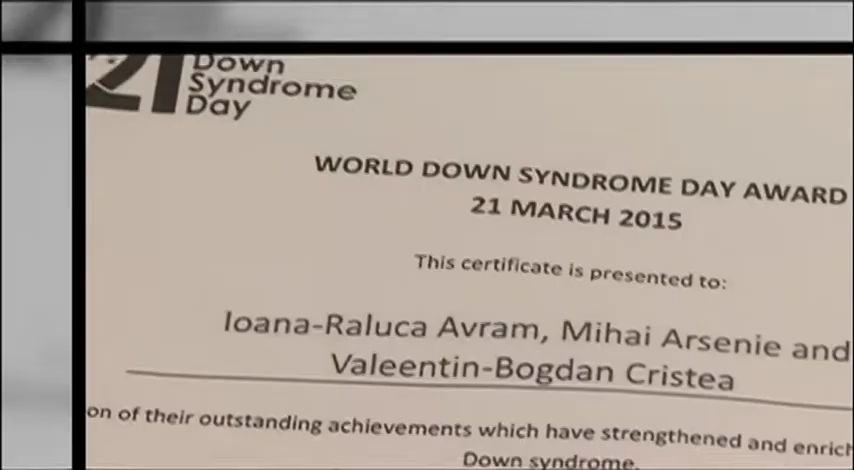 21
Down
Syndrome
Day
WORLD DOWN SYNDROME DAY AWARD
21 MARCH 2015
This certificate is presented to:
Ioana-Raluca Avram, Mihai Arsenie and
Valeentin-Bogdan Cristea
on of their outstanding achievements which have strengthened and enrich
Down syndrome.